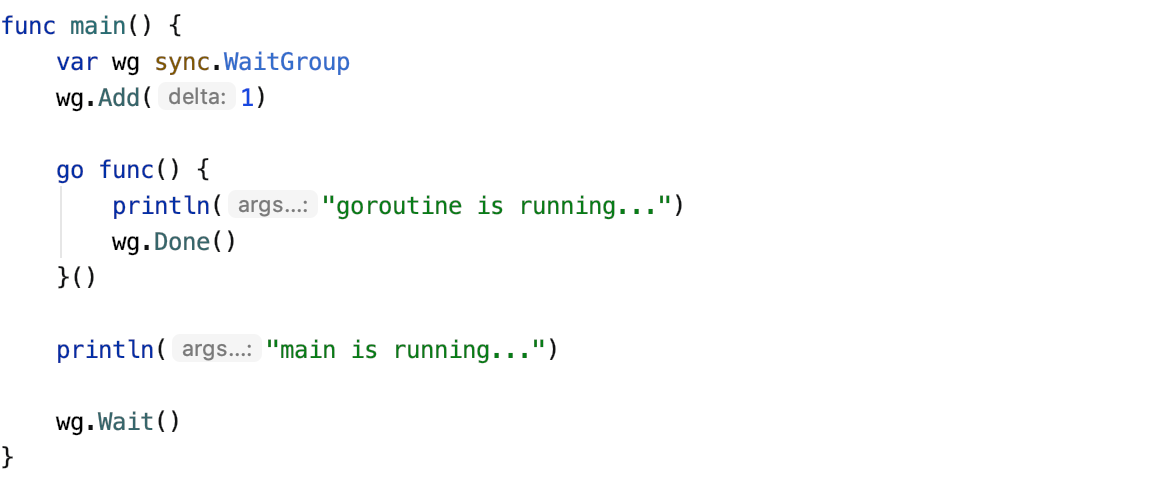 func main() {
    var wg sync.WaitGroup
    wg.Add( delta: 1)
    go func() {
        println( args...: "goroutine is running...")
        wg.Done()
    }()
    println( args...: "main is running...")
    wg.Wait()
}